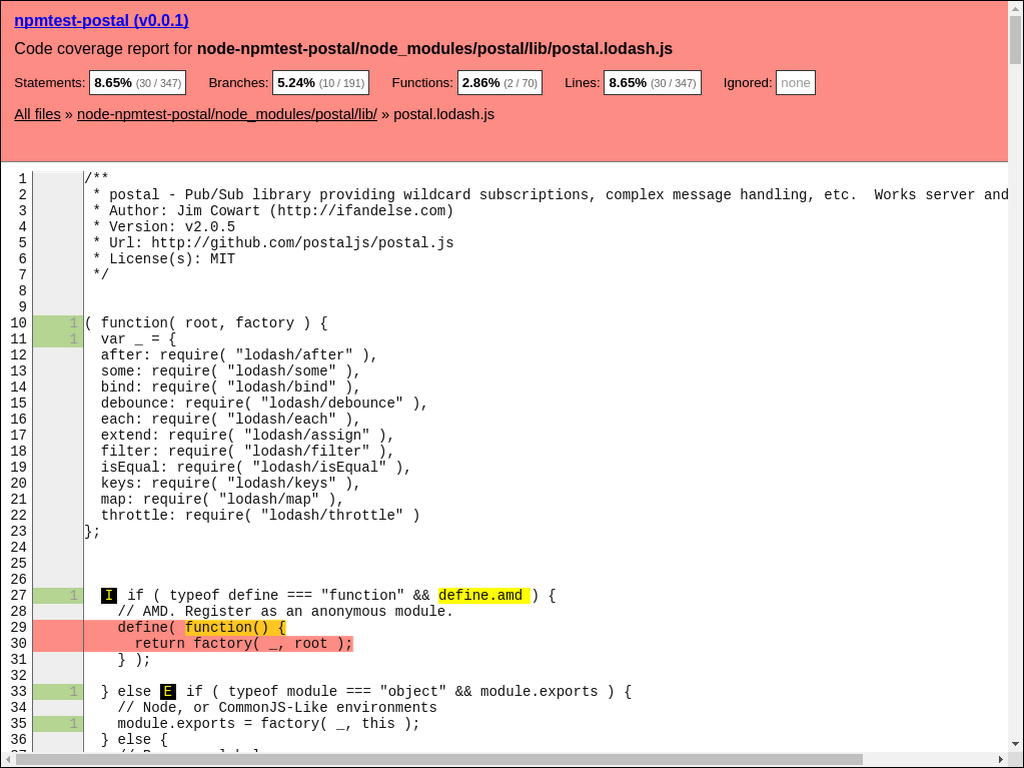 npmtest-postal (v0.0.1)
Code coverage report for node-npmtest-postal/node_modules/postal/lib/postal.lodash.js
Statements: 8.65% (30 / 347) Branches: 5.24% (10 / 191) Functions: 2.86% (2 / 70) Lines: 8.65% (30 / 347) Ignored: none
All files » node-npmtest-postal/node_modules/postal/lib/ » postal.lodash.js
1 /**
2 * postal - Pub/Sub library providing wildcard subscriptions, complex message handling, etc.  Works server and
3 * Author: Jim Cowart (http://ifandelse.com)
4 * Version: v2.0.5
5 * Url: http://github.com/postaljs/postal.js
6 * License(s): MIT
7 */
8
9
10 1 ( function( root, factory ) {
11 1 var _ = {
12 after: require( "lodash/after" ),
13 some: require( "lodash/some" ),
14 bind: require( "lodash/bind" ),
15 debounce: require( "lodash/debounce" ),
16 each: require( "lodash/each" ),
17 extend: require( "lodash/assign" ),
18 filter: require( "lodash/filter" ),
19 isEqual: require( "lodash/isEqual" ),
20 keys: require( "lodash/keys" ),
21 map: require( "lodash/map" ),
22 throttle: require( "lodash/throttle" )
23 };
24
25
26
27 1 I if ( typeof define === "function" && define.amd ) {
28 // AMD. Register as an anonymous module.
29 define( function() {
30 return factory( _, root );
31 } );
32
33 1 } else E if ( typeof module === "object" && module.exports ) {
34 // Node, or CommonJS-Like environments
35 1 module.exports = factory( _, this );
36 } else {